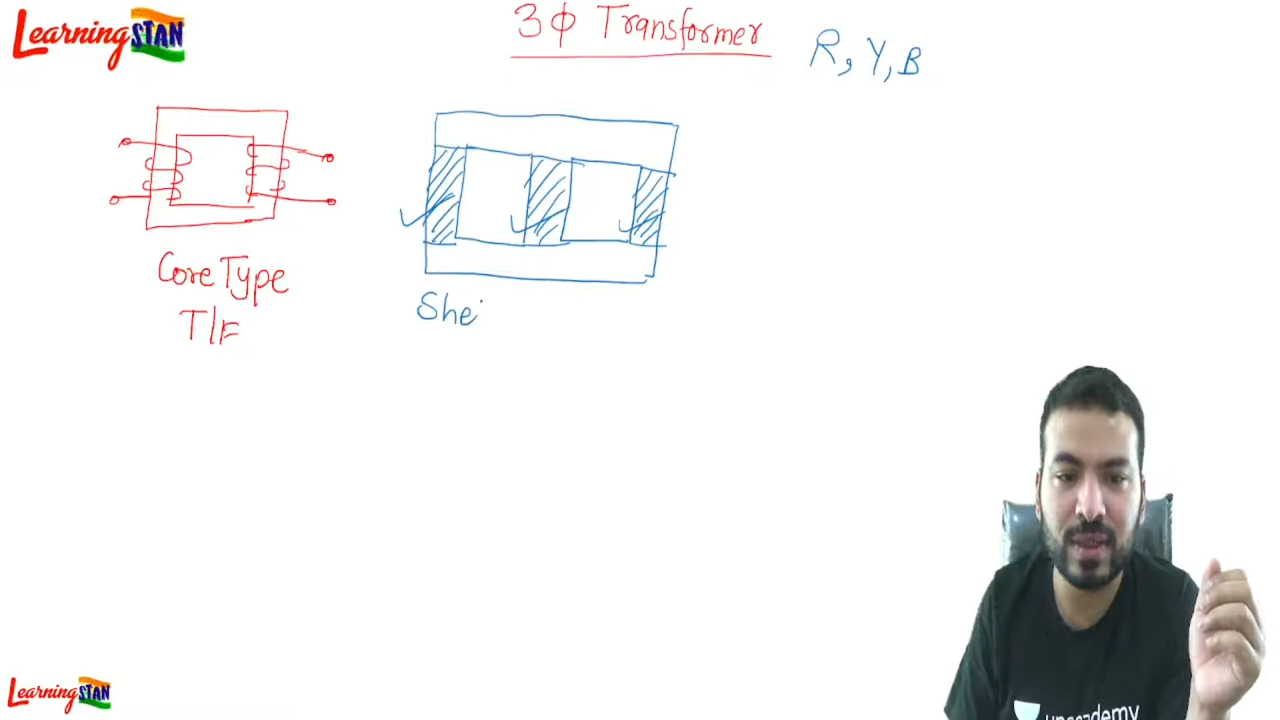 LearningSTAN
3φ Transformer
R, Y, B
Core Type
T/F
She
LearningSTAN
unacademy